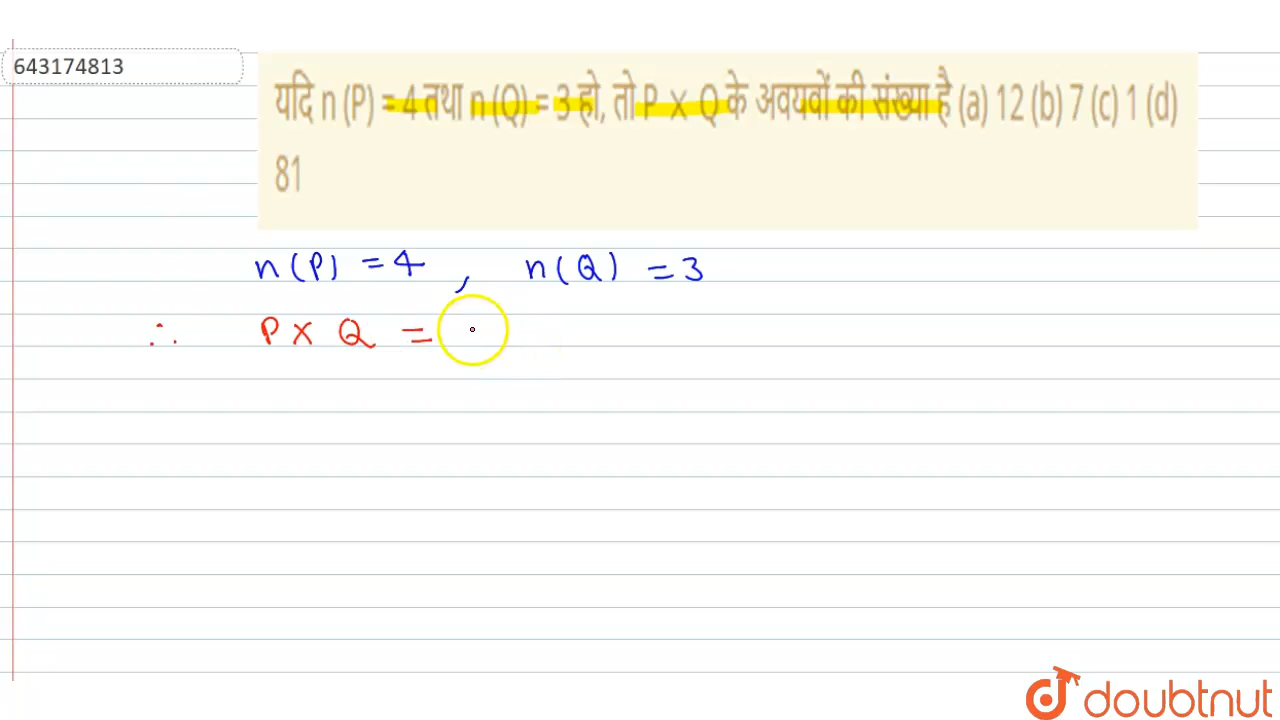 643174813
यदि n (P) = 4 तथा n (Q) = 3 हो, तो P × Q के अवयवों की संख्या है (a) 12 (b) 7 (c) 1 (d)
81
n(P) = 4 , n(Q) = 3
∴ P × Q =
doubtnut